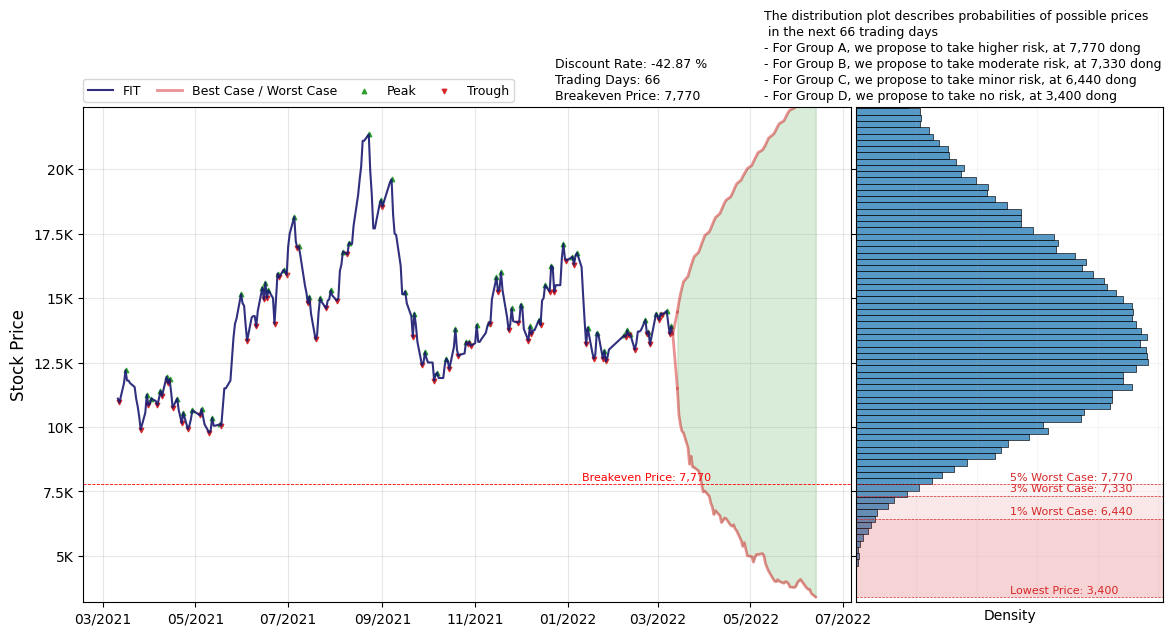 The distribution plot describes probabilities of possible prices
in the next 66 trading days
- For Group A, we propose to take higher risk, at 7,770 dong
- For Group B, we propose to take moderate risk, at 7,330 dong
- For Group C, we propose to take minor risk, at 6,440 dong
- For Group D, we propose to take no risk, at 3,400 dong
Discount Rate: -42.87 %
Trading Days: 66
Breakeven Price: 7,770
FIT
Best Case / Worst Case
Peak
Trough
Stock Price
20K
17.5K
15K
12.5K
10K
7.5K
5K
Breakeven Price: 7,770
5% Worst Case: 7,770
3% Worst Case: 7,330
1% Worst Case: 6,440
Lowest Price: 3,400
03/2021
05/2021
07/2021
09/2021
11/2021
01/2022
03/2022
05/2022
07/2022
Density